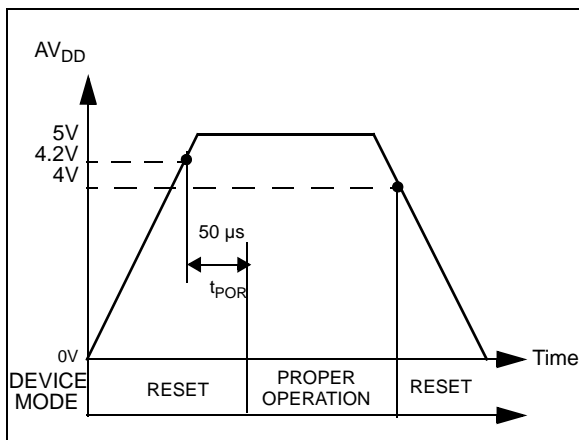 AVDD
5V
4.2V
4V
50 µs
tPOR
0V
Time
DEVICE
MODE
RESET
PROPER
OPERATION
RESET